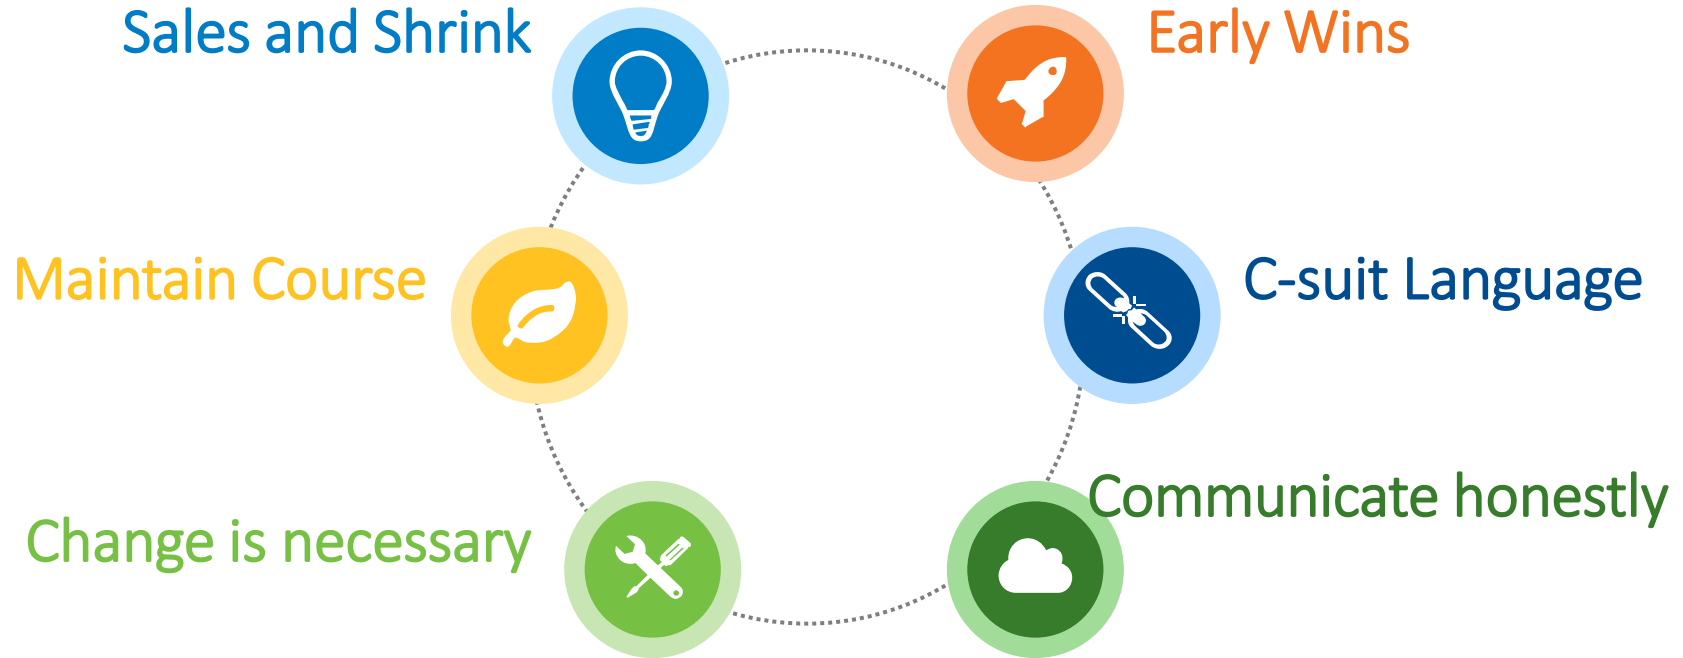 Sales and Shrink
Early Wins
Maintain Course
C-suit Language
Change is necessary
Communicate honestly